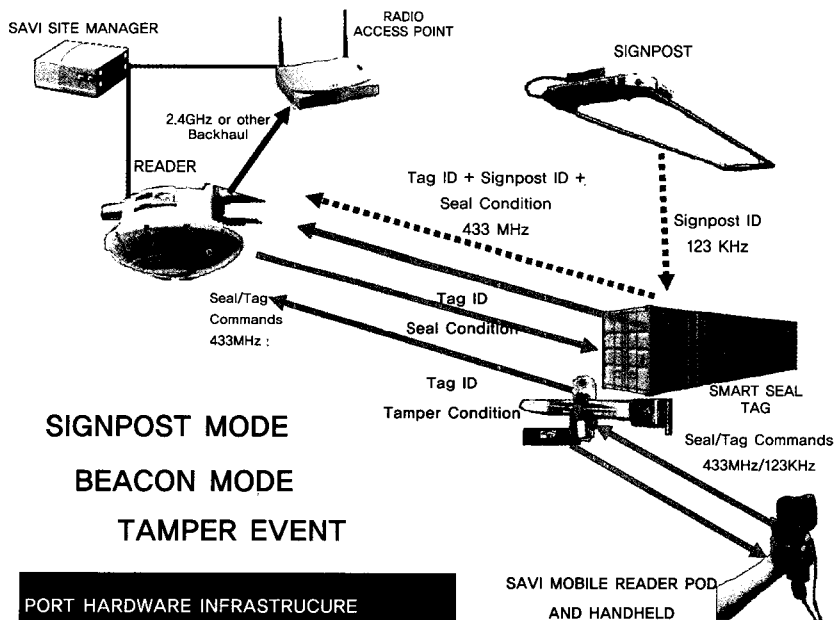 SAVI SITE MANAGER
RADIO
ACCESS POINT
SIGNPOST
2.4GHz or other
Backhaul
READER
Tag ID + Signpost ID +
Seal Condition
433 MHz
Signpost ID
123 KHz
Seal/Tag
Commands
433MHz :
Tag ID
Seal Condition
Tag ID
Tamper Condition
SMART SEAL
TAG
Seal/Tag Commands
433MHz/123KHz
SIGNPOST MODE
BEACON MODE
TAMPER EVENT
PORT HARDWARE INFRASTRUCURE
SAVI MOBILE READER POD
AND HANDHELD